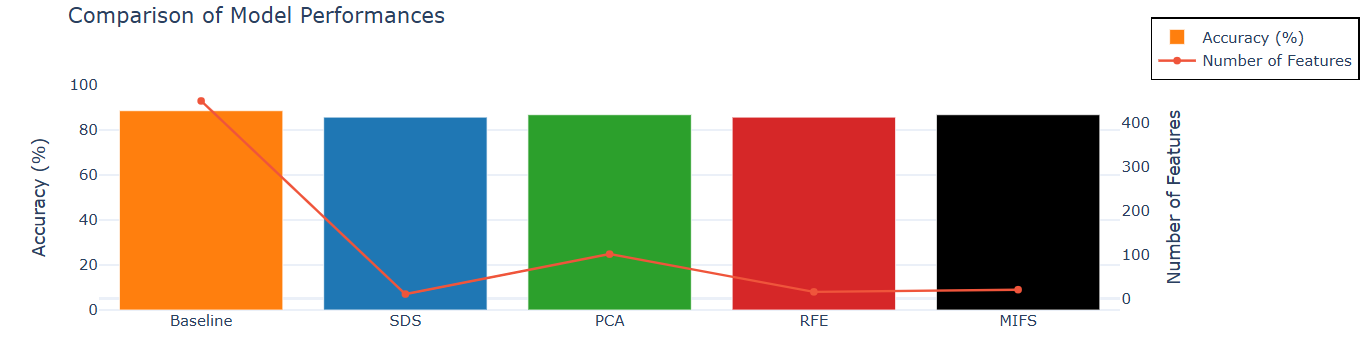 Comparison of Model Performances
Accuracy (%)
Number of Features
100
80
60
40
20
0
Accuracy (%)
400
300
200
100
0
Number of Features
Baseline
SDS
PCA
RFE
MIFS